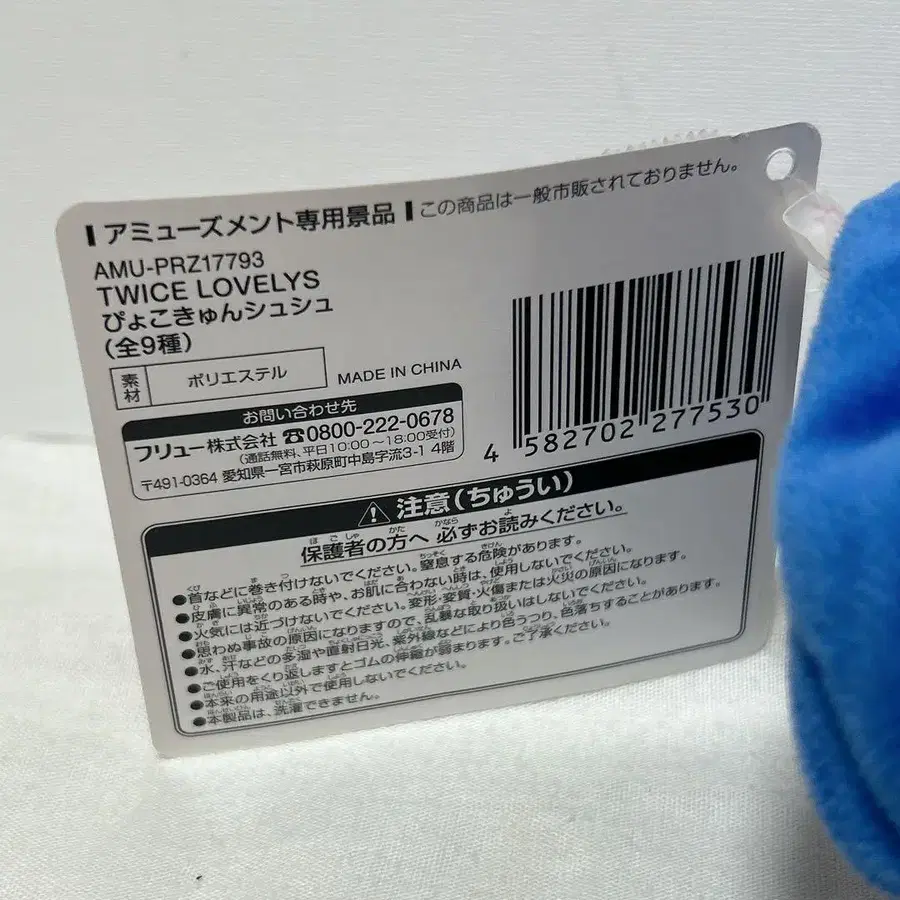 アミューズメント専用景品 この商品は一般市販されておりません。
AMU-PRZ17793
TWICE LOVELYS
ぴょこきゅんシュシュ
(全9種)
素材 ポリエステル MADE IN CHINA
お問い合わせ先
フリュー株式会社 ☎0800-222-0678
(通話無料、平日10:00～18:00受付)
〒491-0364 愛知県一宮市萩原町中島字流3-1 4階
4 582702 277530
⚠ 注意(ちゅうい)
保護者の方へ 必ずお読みください。
●首などに巻き付けないでください。窒息する危険があります。
●皮膚に異常のある時や、お肌に合わない時は、使用しないでください。
●火気には近づけないでください。変形・変質・火傷または火災の原因になります。
●思わぬ事故の原因になりますので、乱暴な取り扱いはしないでください。
●水、汗などの多湿や直射日光、紫外線などにより色うつり、色落ちすることがあります。
●ご使用をくり返しますとゴムの伸縮が弱まります。ご了承ください。
●本来の用途以外で使用しないでください。
●本製品は、洗濯できません。